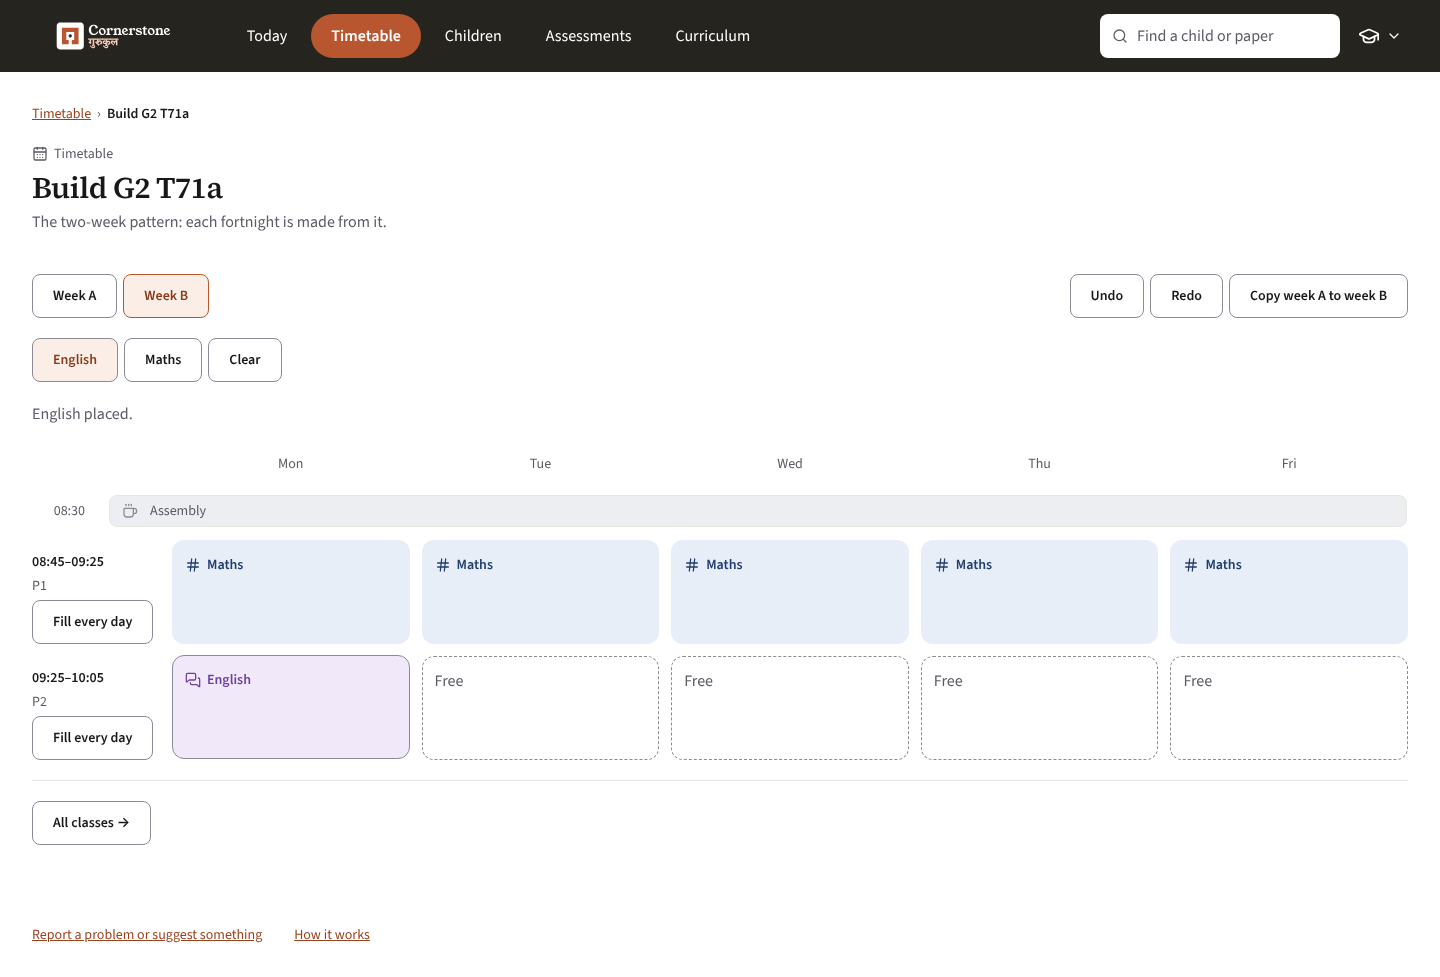 Cornerstone
गुरुकुल
Today Timetable Children Assessments Curriculum
Find a child or paper
Timetable › Build G2 T71a
Timetable
Build G2 T71a
The two-week pattern: each fortnight is made from it.
Week A Week B Undo Redo Copy week A to week B
English Maths Clear
English placed.
Mon Tue Wed Thu Fri
08:30 Assembly
08:45–09:25
P1
Fill every day
Maths Maths Maths Maths Maths
09:25–10:05
P2
Fill every day
English Free Free Free Free
All classes →
Report a problem or suggest something How it works